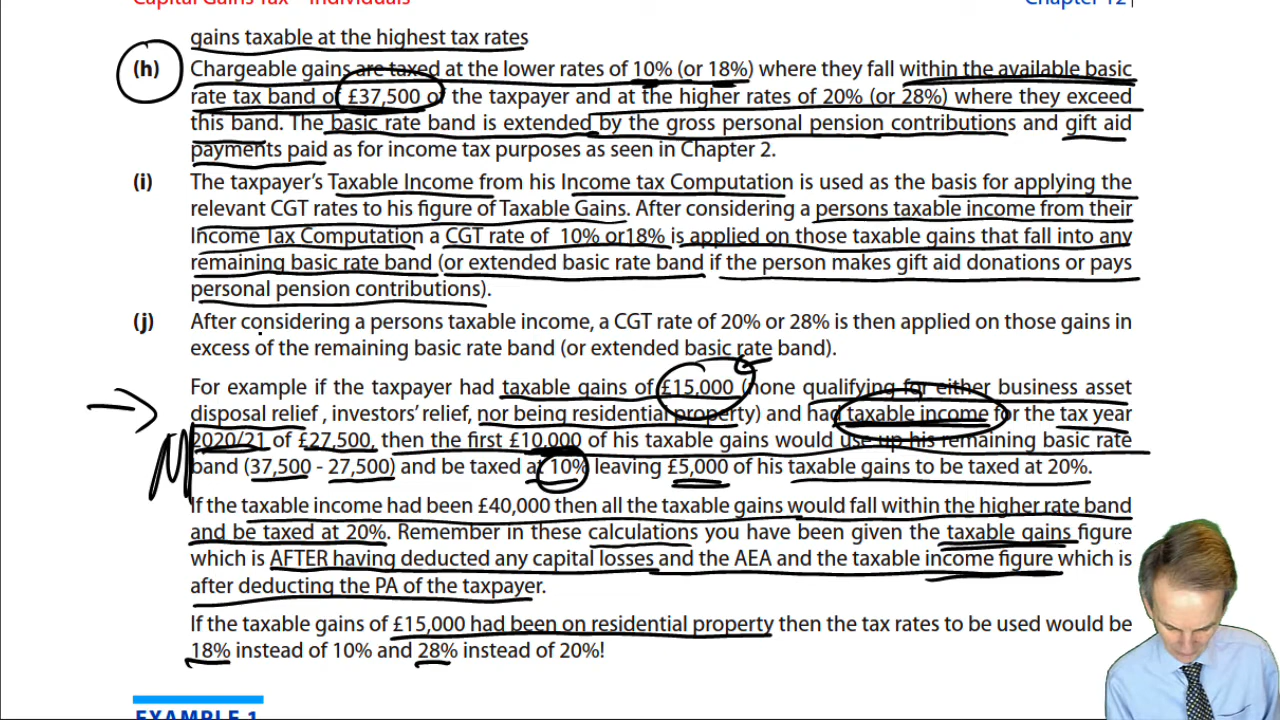 Capital Gains Tax – Individuals Chapter 12
gains taxable at the highest tax rates
(h) Chargeable gains are taxed at the lower rates of 10% (or 18%) where they fall within the available basic
rate tax band of £37,500 of the taxpayer and at the higher rates of 20% (or 28%) where they exceed
this band. The basic rate band is extended by the gross personal pension contributions and gift aid
payments paid as for income tax purposes as seen in Chapter 2.
(i) The taxpayer's Taxable Income from his Income tax Computation is used as the basis for applying the
relevant CGT rates to his figure of Taxable Gains. After considering a persons taxable income from their
Income Tax Computation a CGT rate of 10% or18% is applied on those taxable gains that fall into any
remaining basic rate band (or extended basic rate band if the person makes gift aid donations or pays
personal pension contributions).
(j) After considering a persons taxable income, a CGT rate of 20% or 28% is then applied on those gains in
excess of the remaining basic rate band (or extended basic rate band).
For example if the taxpayer had taxable gains of £15,000 (none qualifying for either business asset
disposal relief , investors' relief, nor being residential property) and had taxable income for the tax year
2020/21 of £27,500, then the first £10,000 of his taxable gains would use up his remaining basic rate
band (37,500 - 27,500) and be taxed at 10% leaving £5,000 of his taxable gains to be taxed at 20%.
If the taxable income had been £40,000 then all the taxable gains would fall within the higher rate band
and be taxed at 20%. Remember in these calculations you have been given the taxable gains figure
which is AFTER having deducted any capital losses and the AEA and the taxable income figure which is
after deducting the PA of the taxpayer.
If the taxable gains of £15,000 had been on residential property then the tax rates to be used would be
18% instead of 10% and 28% instead of 20%!
EXAMPLE 1